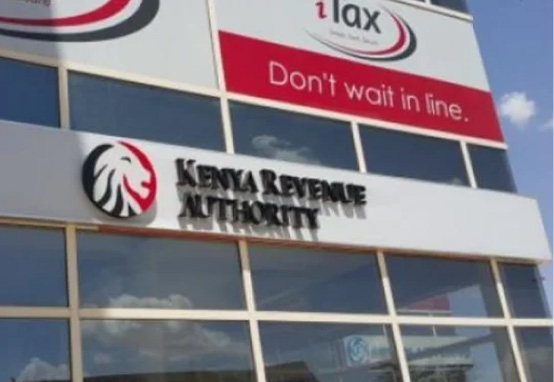 iTax
Don't wait in line.
KENYA REVENUE
AUTHORITY